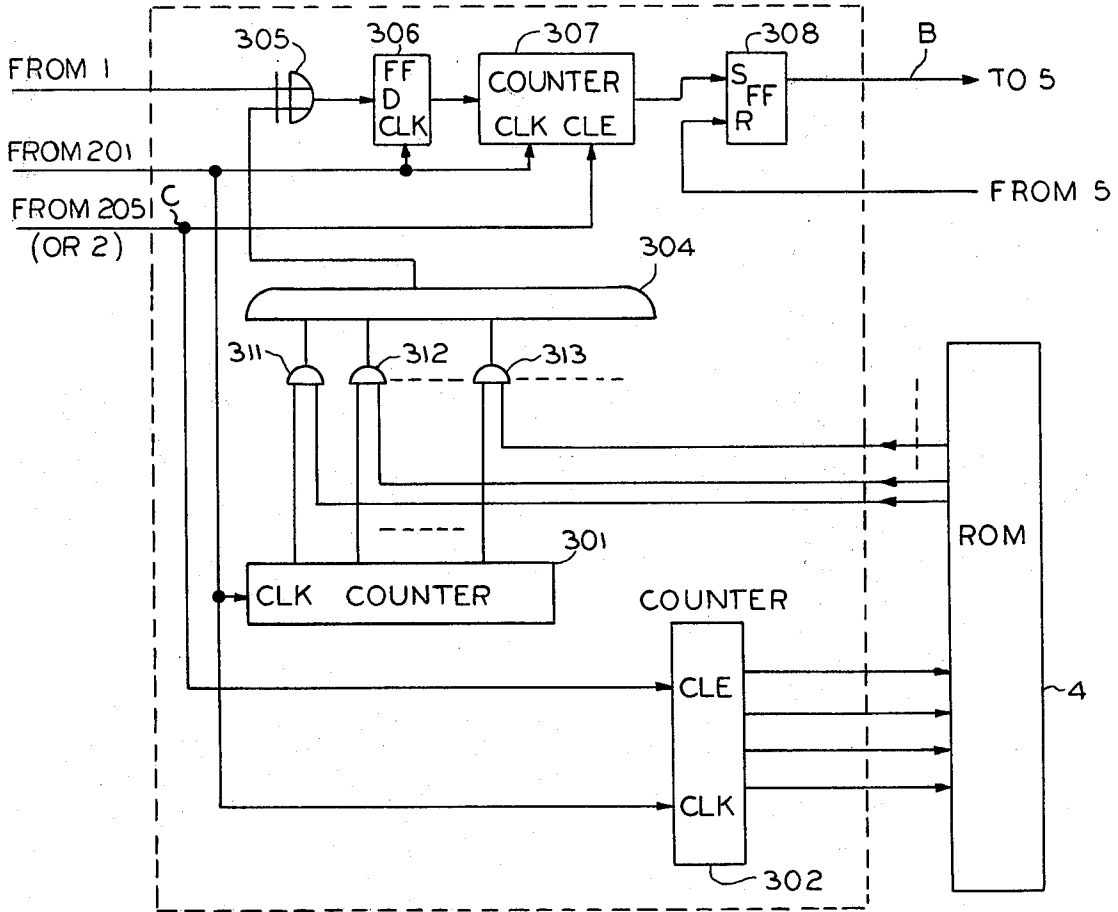 305
306
307
308
B
FROM 1
FF
D
CLK
COUNTER
CLK CLE
S
FF
R
TO 5
FROM 201
C
FROM 205
(OR 2)
FROM 5
304
311
312
313
ROM
301
CLK COUNTER
COUNTER
CLE
4
CLK
302